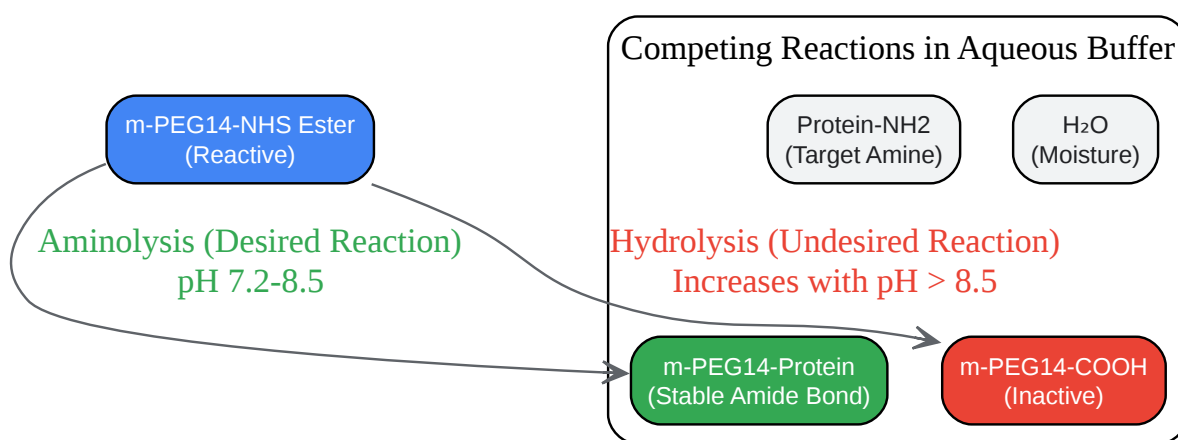 Competing Reactions in Aqueous Buffer
m-PEG14-NHS Ester
(Reactive)
Protein-NH2
(Target Amine)
H₂O
(Moisture)
Aminolysis (Desired Reaction)
pH 7.2-8.5
Hydrolysis (Undesired Reaction)
Increases with pH > 8.5
m-PEG14-Protein
(Stable Amide Bond)
m-PEG14-COOH
(Inactive)